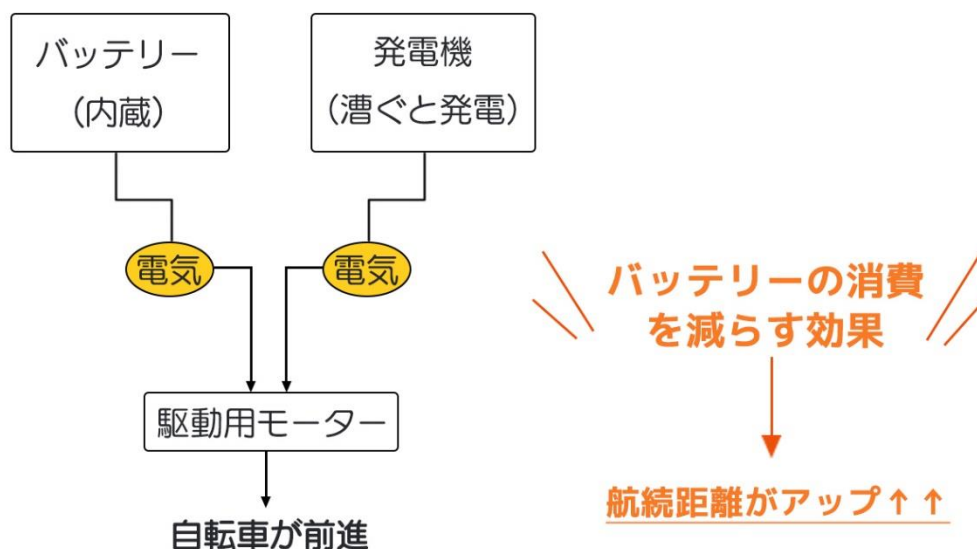 バッテリー
(内蔵)
発電機
(漕ぐと発電)
電気
電気
駆動用モーター
自転車が前進
バッテリーの消費
を減らす効果
航続距離がアップ↑↑